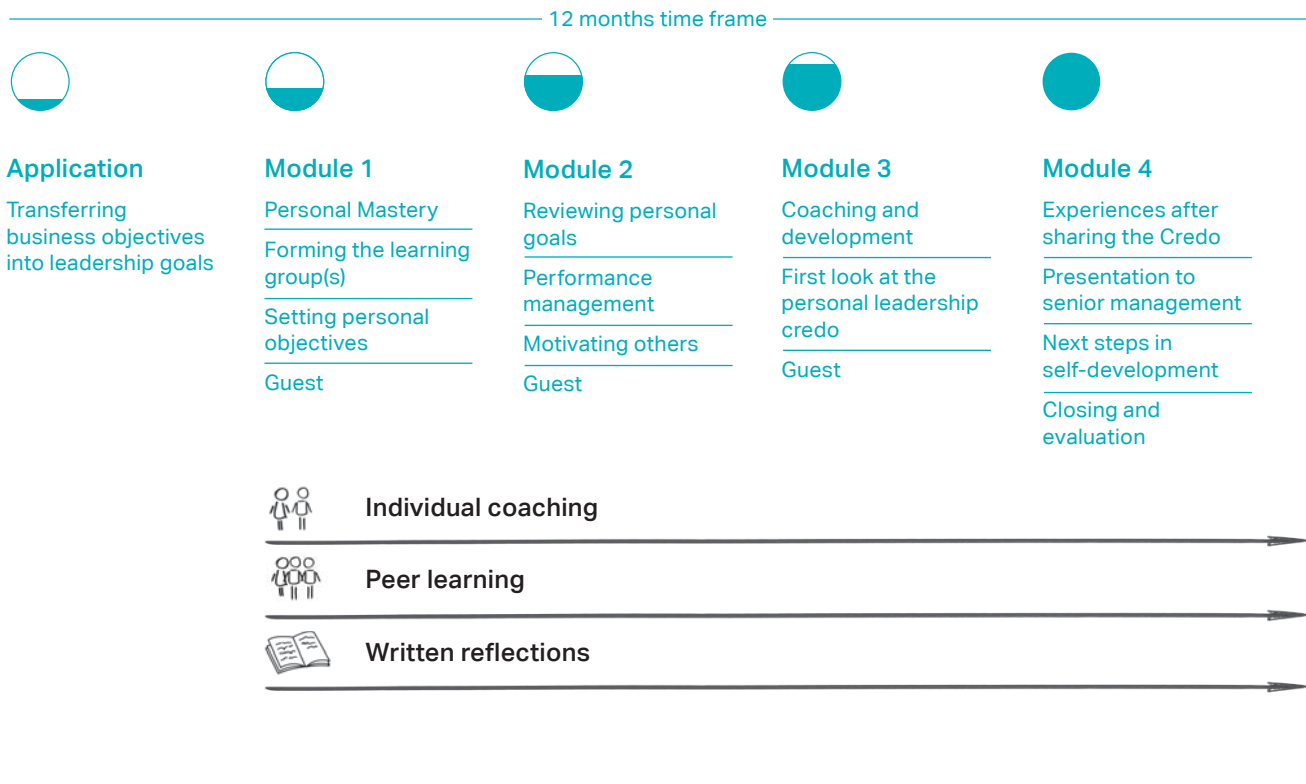 12 months time frame
Application
Transferring
business objectives
into leadership goals
Module 1
Personal Mastery
Forming the learning
group(s)
Setting personal
objectives
Guest
Module 2
Reviewing personal
goals
Performance
management
Motivating others
Guest
Module 3
Coaching and
development
First look at the
personal leadership
credo
Guest
Module 4
Experiences after
sharing the Credo
Presentation to
senior management
Next steps in
self-development
Closing and
evaluation
Individual coaching
Peer learning
Written reflections